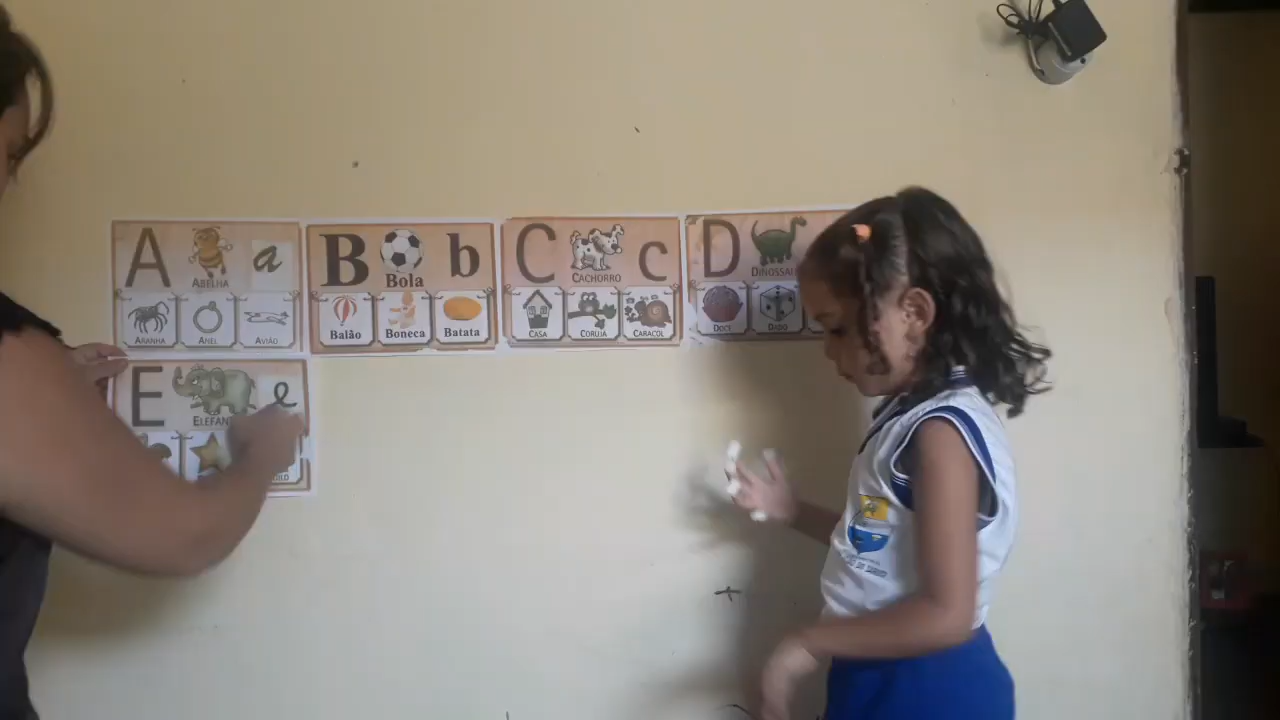 A a
ABELHA
ARANHA ANEL AVIÃO
B b
Bola
Balão Boneca Batata
C c
CACHORRO
CASA CORUJA CARACOL
D
DOCE DADO
E e